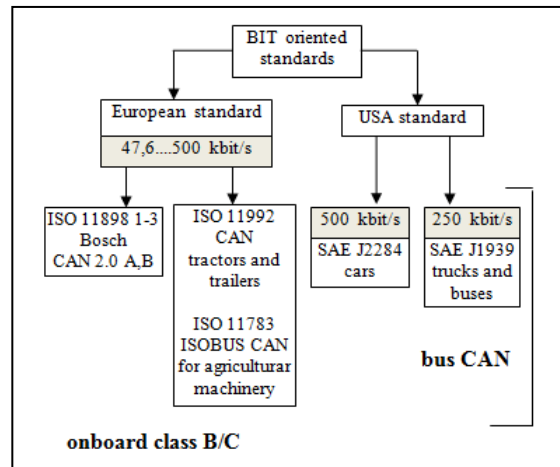 BIT oriented
standards
European standard
47,6....500 kbit/s
USA standard
ISO 11898 1-3
Bosch
CAN 2.0 A,B
ISO 11992
CAN
tractors and
trailers
ISO 11783
ISOBUS CAN
for agriculturar
machinery
500 kbit/s
SAE J2284
cars
250 kbit/s
SAE J1939
trucks and
buses
bus CAN
onboard class B/C